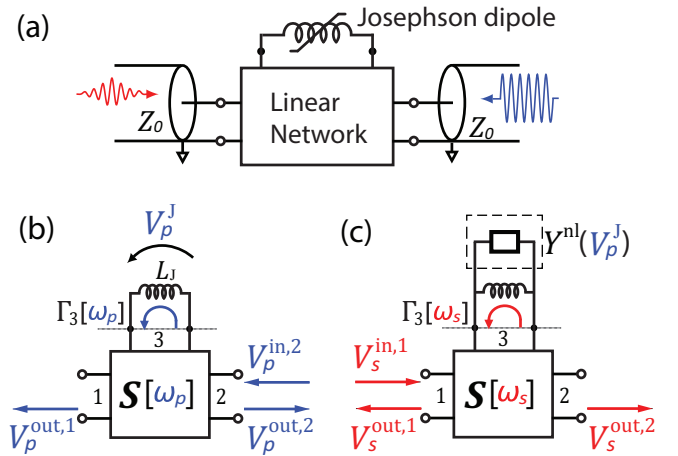 (a)
Josephson dipole
Linear
Network
Z₀
Z₀
(b)
V_p^J
L_J
Γ₃[ω_p]
3
1
S[ω_p]
2
V_p^{in,2}
V_p^{out,1}
V_p^{out,2}
(c)
Y^{nl}(V_p^J)
Γ₃[ω_s]
3
V_s^{in,1}
1
S[ω_s]
2
V_s^{out,1}
V_s^{out,2}